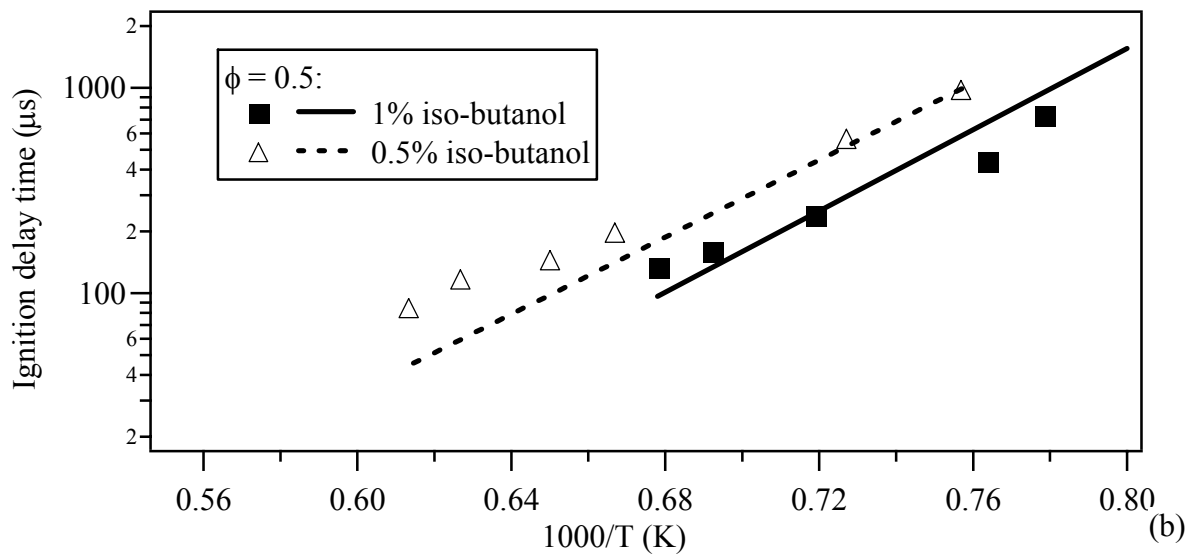 2
1000
6
4
2
100
6
4
2
Ignition delay time (μs)
ϕ = 0.5:
1% iso-butanol
0.5% iso-butanol
0.56 0.60 0.64 0.68 0.72 0.76 0.80
1000/T (K)
(b)